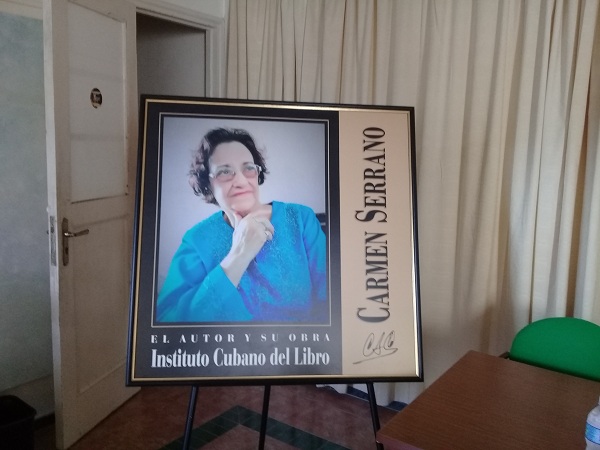 EL AUTOR Y SU OBRA
Instituto Cubano del Libro
CARMEN SERRANO